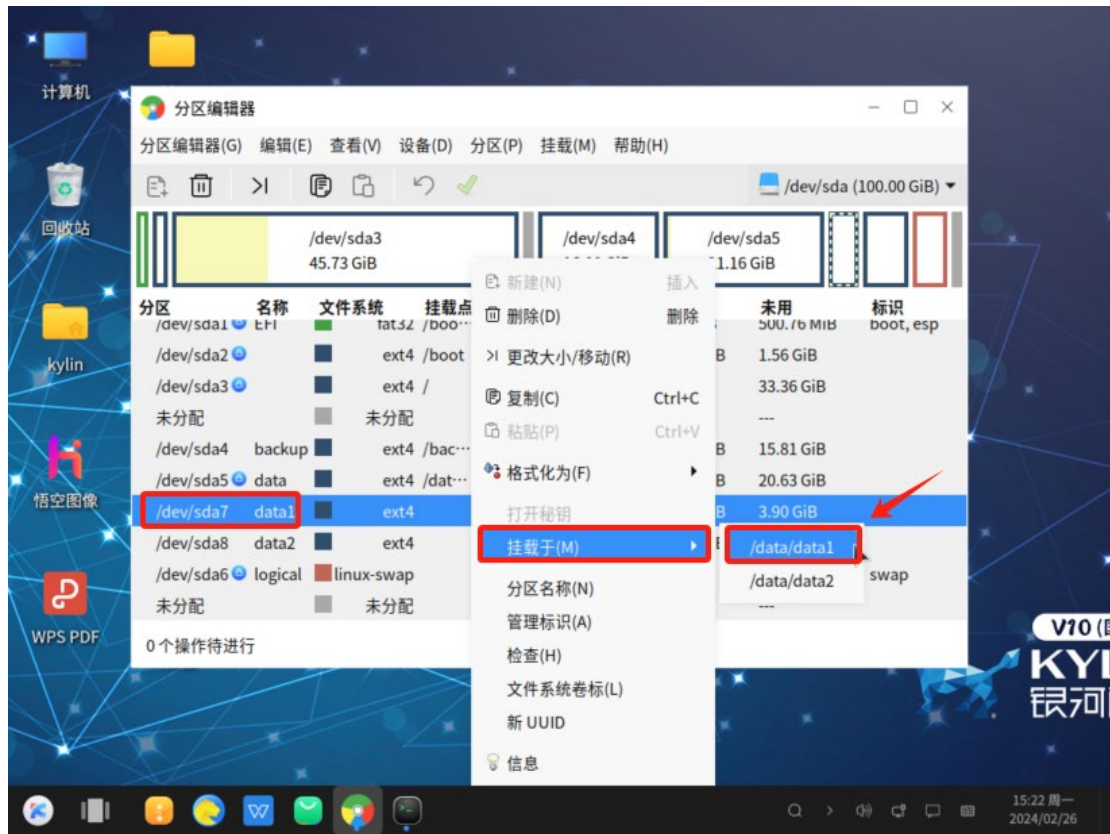 计算机
回收站
kylin
悟空图像
WPS PDF
分区编辑器
分区编辑器(G) 编辑(E) 查看(V) 设备(D) 分区(P) 挂载(M) 帮助(H)
/dev/sda (100.00 GiB)
/dev/sda3
45.73 GiB
/dev/sda4
/dev/sda5
1.16 GiB
分区 名称 文件系统 挂载点 未用 标识
/dev/sda1 EFI fat32 /boo… 500.76 MiB boot, esp
/dev/sda2 ext4 /boot B 1.56 GiB
/dev/sda3 ext4 / 33.36 GiB
未分配 未分配 ---
/dev/sda4 backup ext4 /bac… B 15.81 GiB
/dev/sda5 data ext4 /dat… B 20.63 GiB
/dev/sda7 data1 ext4 B 3.90 GiB
/dev/sda8 data2 ext4
/dev/sda6 logical linux-swap swap
未分配 未分配 ---
0个操作待进行
新建(N) 插入
删除(D) 删除
更改大小/移动(R)
复制(C) Ctrl+C
粘贴(P) Ctrl+V
格式化为(F)
打开秘钥
挂载于(M)
分区名称(N)
管理标识(A)
检查(H)
文件系统卷标(L)
新 UUID
信息
/data/data1
/data/data2
V10
KYL
银河
15:22 周一
2024/02/26